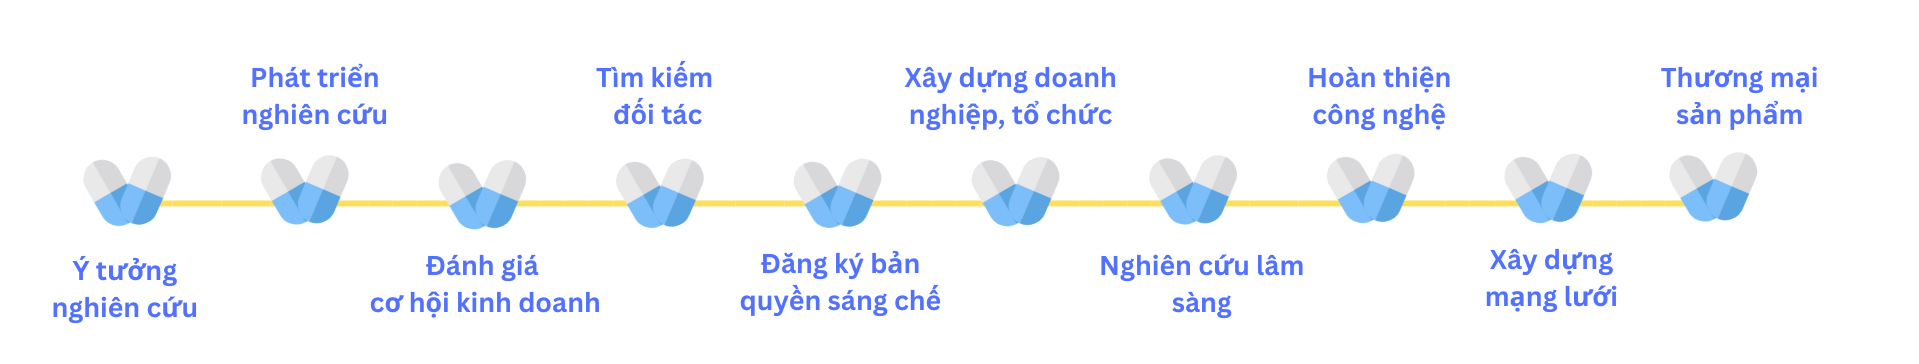 Ý tưởng
nghiên cứu
Phát triển
nghiên cứu
Đánh giá
cơ hội kinh doanh
Tìm kiếm
đối tác
Đăng ký bản
quyền sáng chế
Xây dựng doanh
nghiệp, tổ chức
Nghiên cứu lâm
sàng
Hoàn thiện
công nghệ
Xây dựng
mạng lưới
Thương mại
sản phẩm